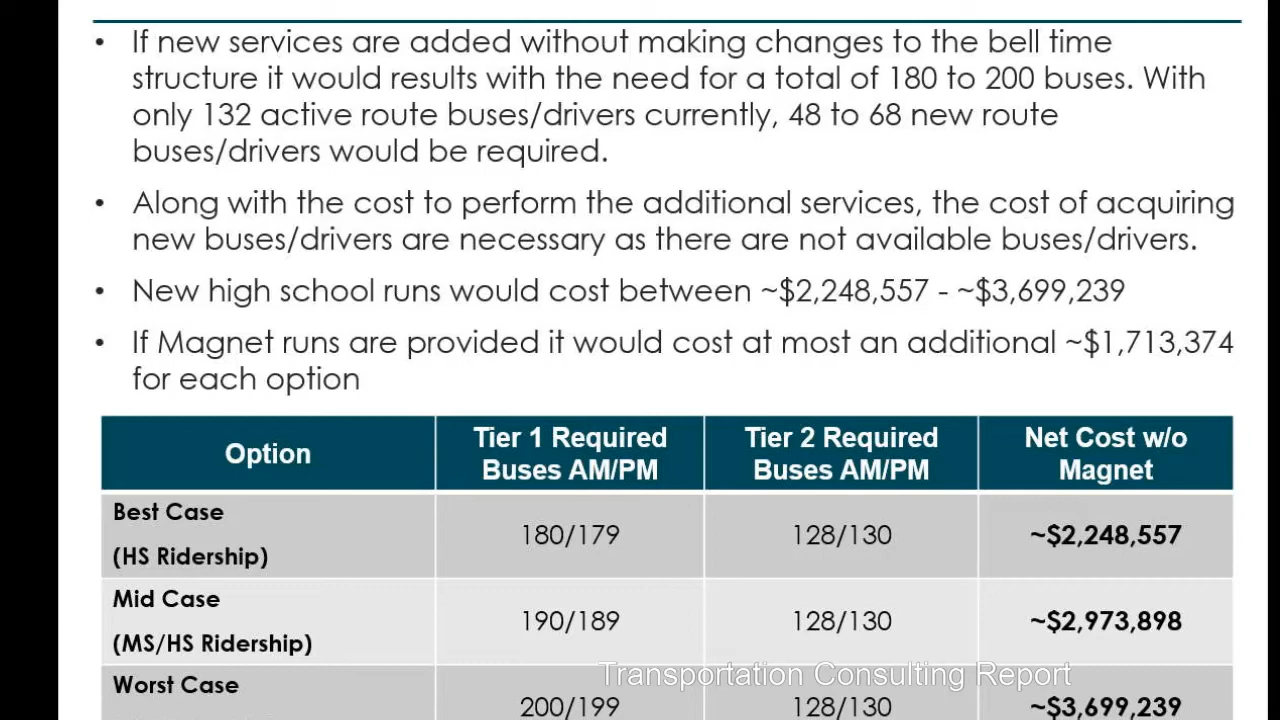 • If new services are added without making changes to the bell time
structure it would results with the need for a total of 180 to 200 buses. With
only 132 active route buses/drivers currently, 48 to 68 new route
buses/drivers would be required.
• Along with the cost to perform the additional services, the cost of acquiring
new buses/drivers are necessary as there are not available buses/drivers.
• New high school runs would cost between ~$2,248,557 - ~$3,699,239
• If Magnet runs are provided it would cost at most an additional ~$1,713,374
for each option
Option
Tier 1 Required
Buses AM/PM
Tier 2 Required
Buses AM/PM
Net Cost w/o
Magnet
Best Case
(HS Ridership)
180/179
128/130
~$2,248,557
Mid Case
(MS/HS Ridership)
190/189
128/130
~$2,973,898
Worst Case
200/199
128/130
~$3,699,239
Transportation Consulting Report